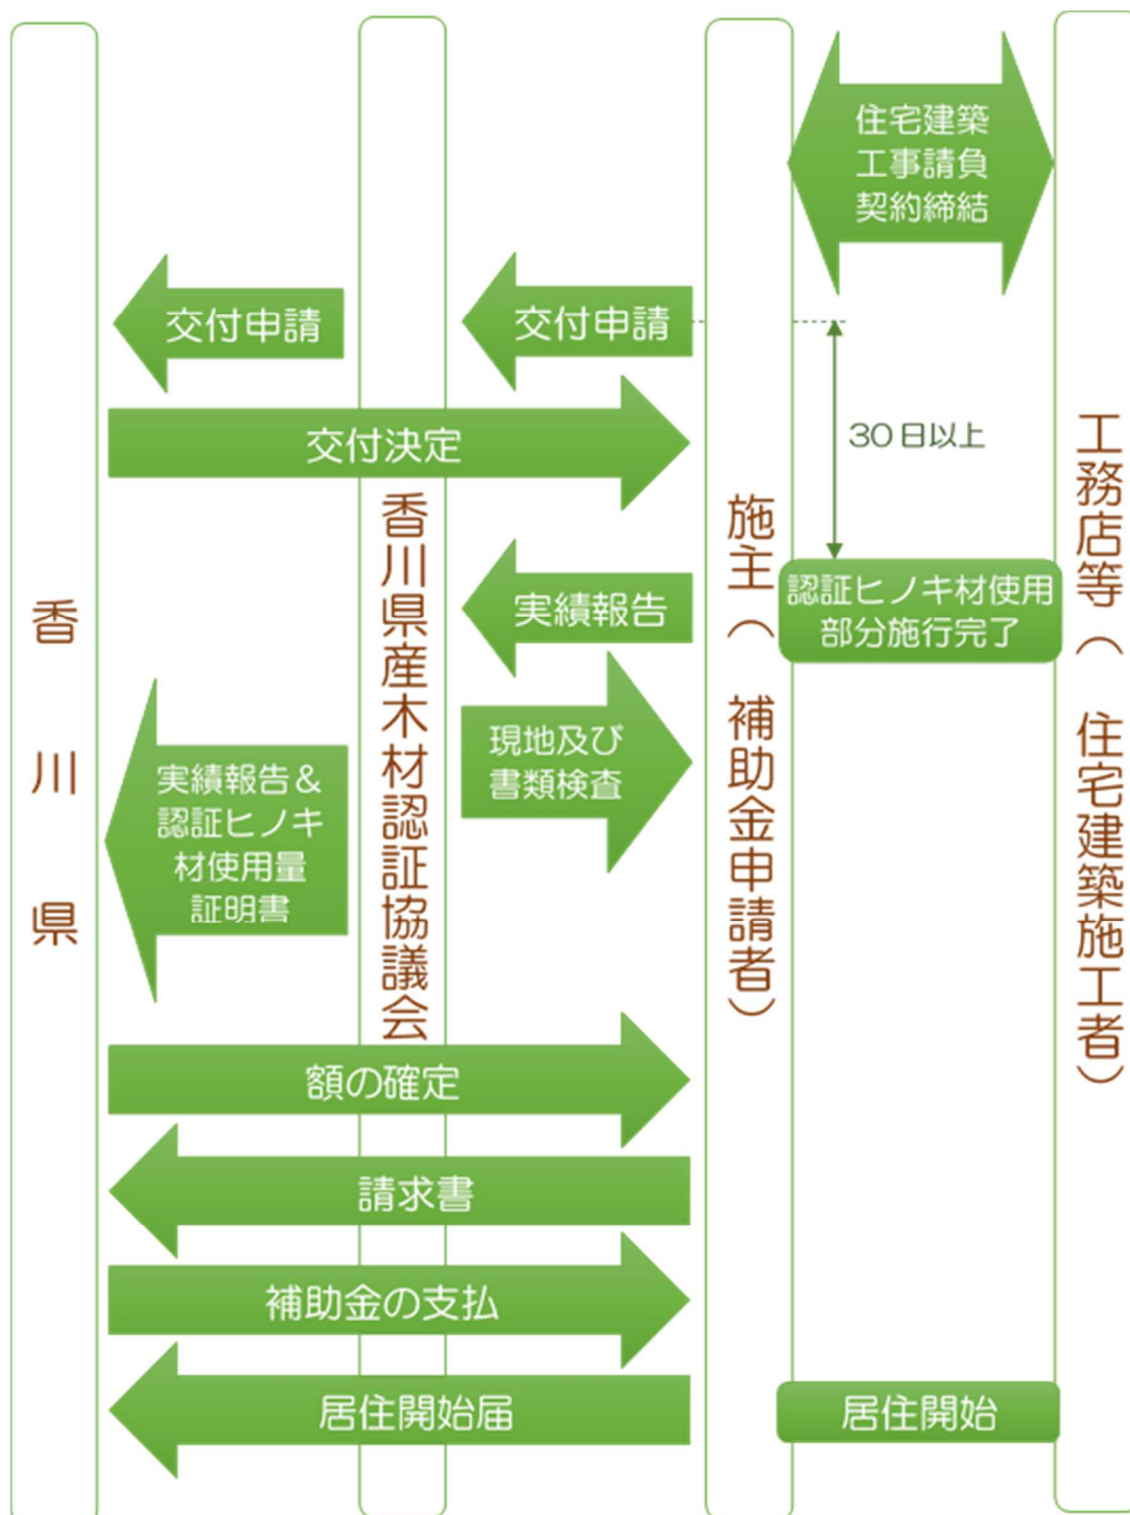 住宅建築
工事請負
契約締結
交付申請
交付申請
交付決定
30日以上
認証ヒノキ材使用
部分施行完了
実績報告
現地及び
書類検査
実績報告&
認証ヒノキ
材使用量
証明書
額の確定
請求書
補助金の支払
居住開始届
居住開始
香川県
香川県産木材認証協議会
施主(補助金申請者)
工務店等(住宅建築施工者)